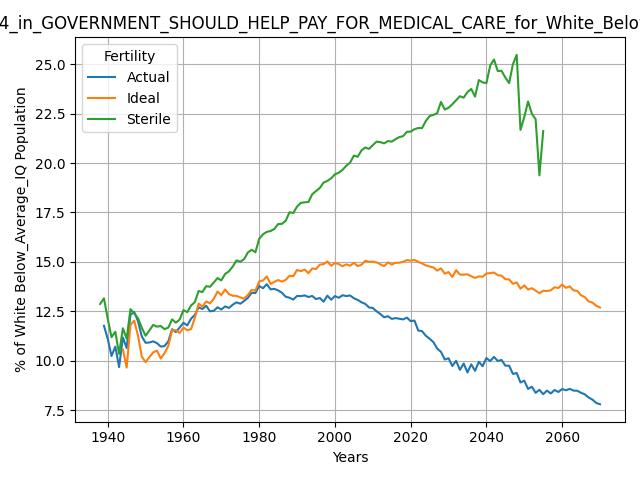 4_in_GOVERNMENT_SHOULD_HELP_PAY_FOR_MEDICAL_CARE_for_White_Belo
Fertility
Actual
Ideal
Sterile
% of White Below_Average_IQ Population
25.0
22.5
20.0
17.5
15.0
12.5
10.0
7.5
1940 1960 1980 2000 2020 2040 2060
Years